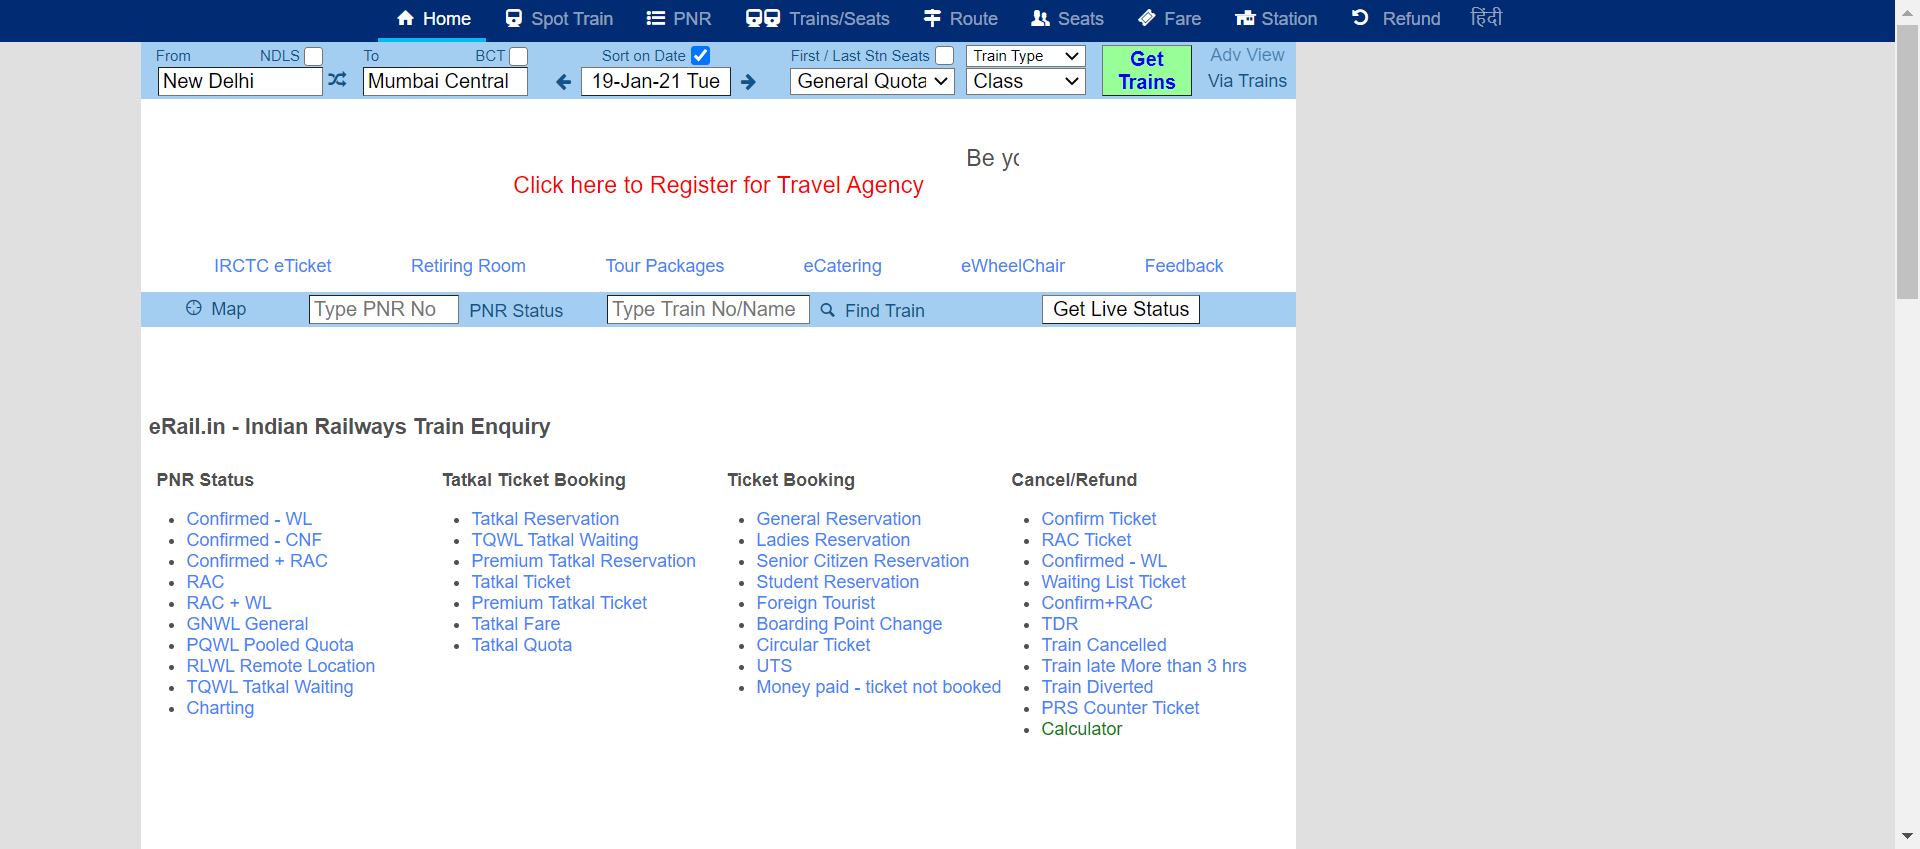 Home Spot Train PNR Trains/Seats Route Seats Fare Station Refund हिंदी
From NDLS To BCT Sort on Date First / Last Stn Seats Train Type Get Trains Adv View
New Delhi Mumbai Central 19-Jan-21 Tue General Quota Class Via Trains
Be yo
Click here to Register for Travel Agency
IRCTC eTicket Retiring Room Tour Packages eCatering eWheelChair Feedback
Map Type PNR No PNR Status Type Train No/Name Find Train Get Live Status
eRail.in - Indian Railways Train Enquiry
PNR Status
Confirmed - WL
Confirmed - CNF
Confirmed + RAC
RAC
RAC + WL
GNWL General
PQWL Pooled Quota
RLWL Remote Location
TQWL Tatkal Waiting
Charting
Tatkal Ticket Booking
Tatkal Reservation
TQWL Tatkal Waiting
Premium Tatkal Reservation
Tatkal Ticket
Premium Tatkal Ticket
Tatkal Fare
Tatkal Quota
Ticket Booking
General Reservation
Ladies Reservation
Senior Citizen Reservation
Student Reservation
Foreign Tourist
Boarding Point Change
Circular Ticket
UTS
Money paid - ticket not booked
Cancel/Refund
Confirm Ticket
RAC Ticket
Confirmed - WL
Waiting List Ticket
Confirm+RAC
TDR
Train Cancelled
Train late More than 3 hrs
Train Diverted
PRS Counter Ticket
Calculator